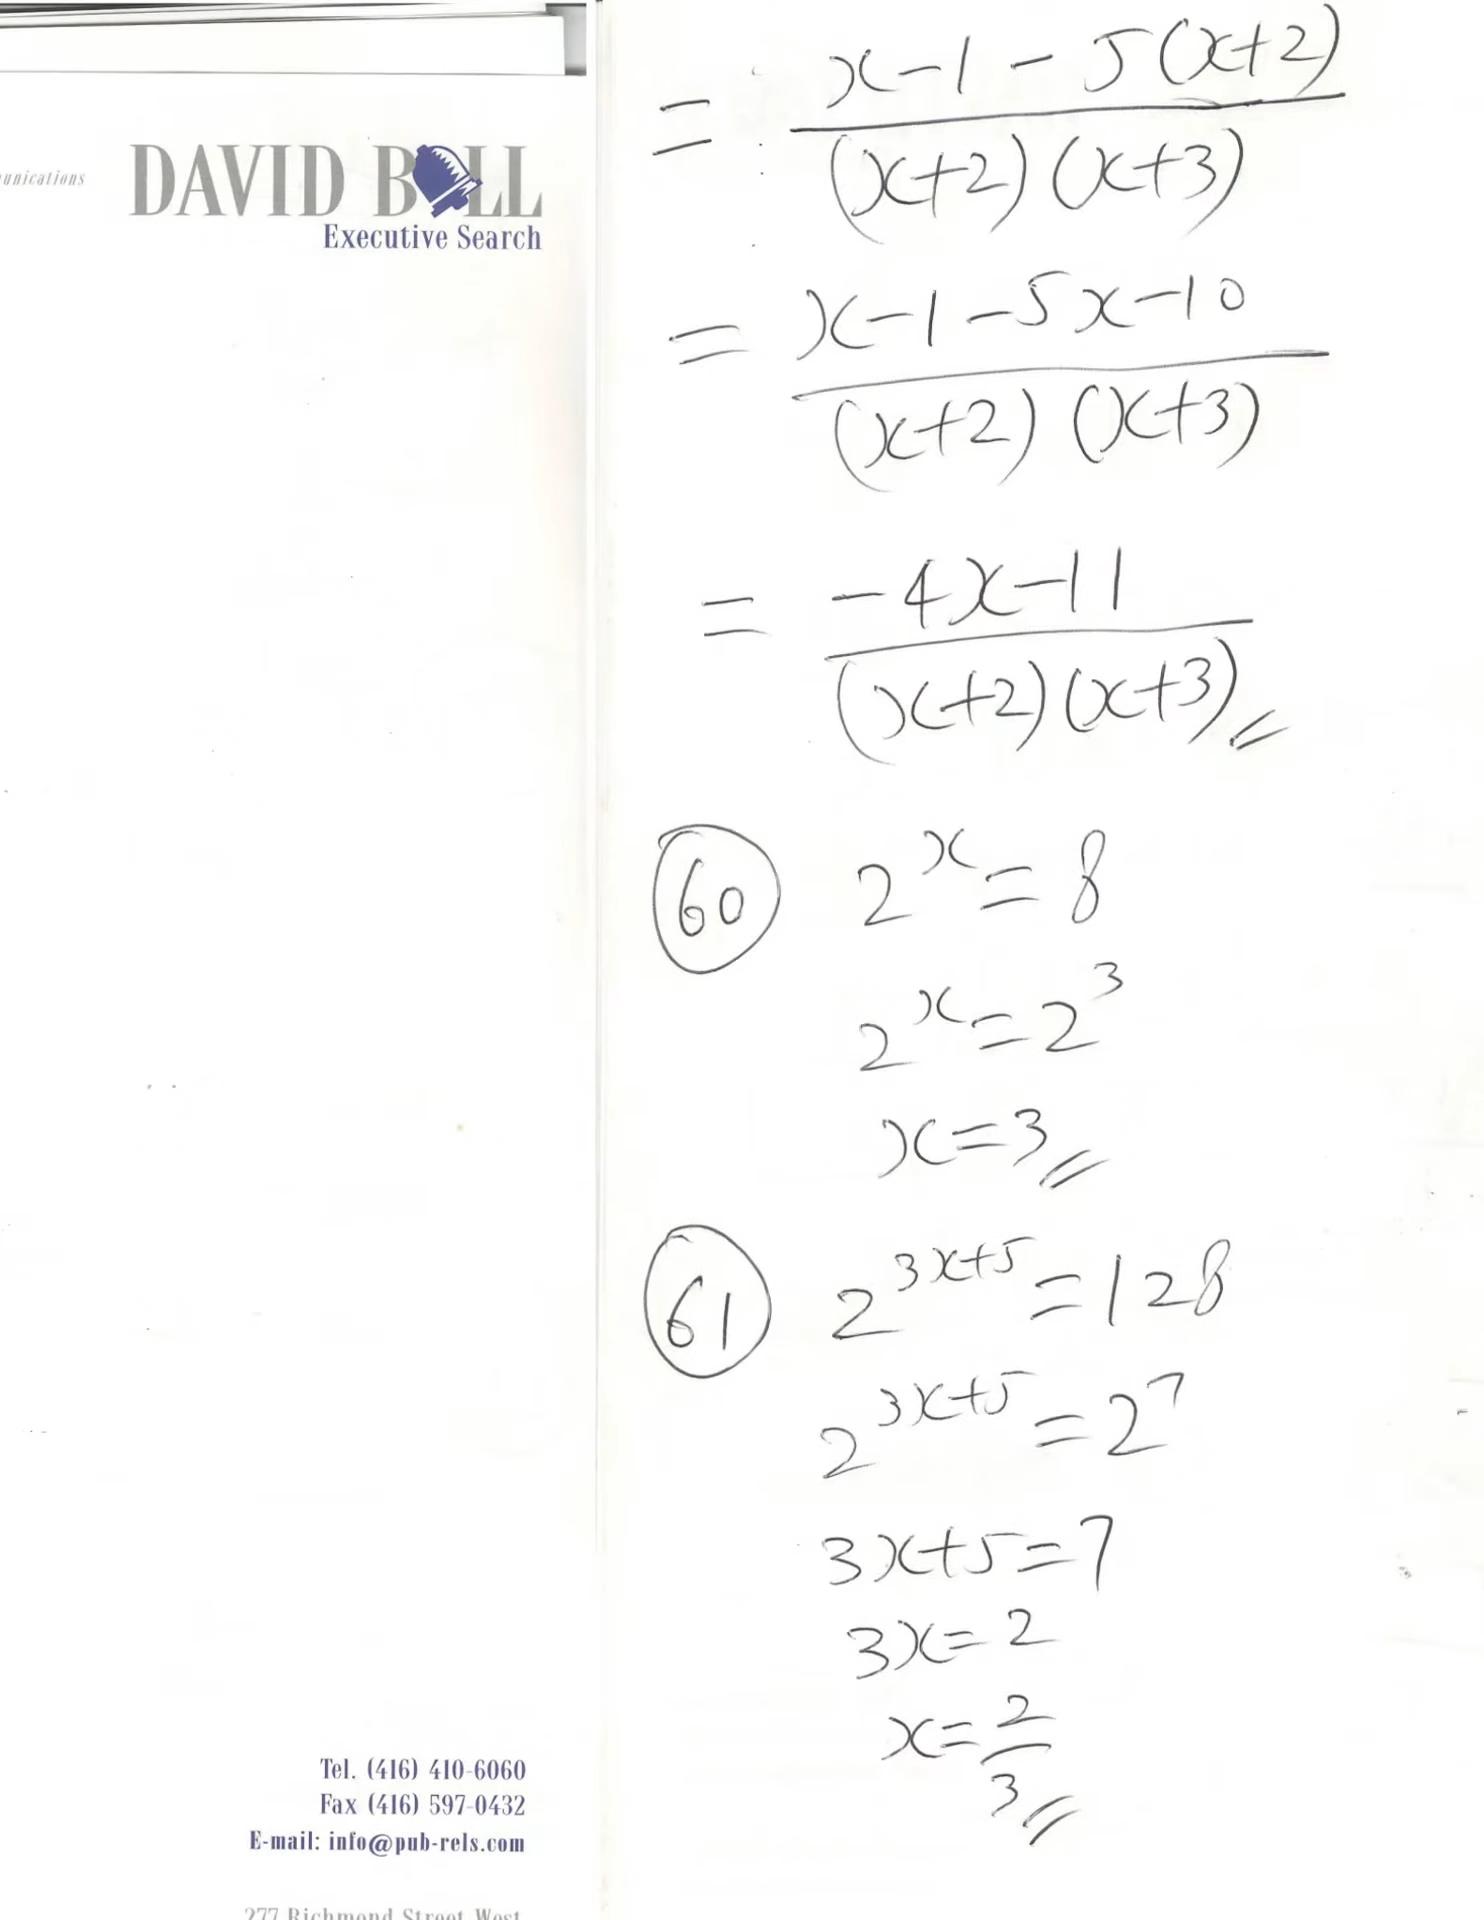 unications
DAVID BELL
Executive Search
Tel. (416) 410-6060
Fax (416) 597-0432
E-mail: info@pub-rels.com
277 Richmond Street West
= x-1 - 5(x+2) / (x+2)(x+3)
= x-1-5x-10 / (x+2)(x+3)
= -4x-11 / (x+2)(x+3)
60 2^x = 8
2^x = 2^3
x=3
61 2^(3x+5) = 128
2^(3x+5) = 2^7
3x+5=7
3x=2
x=2/3